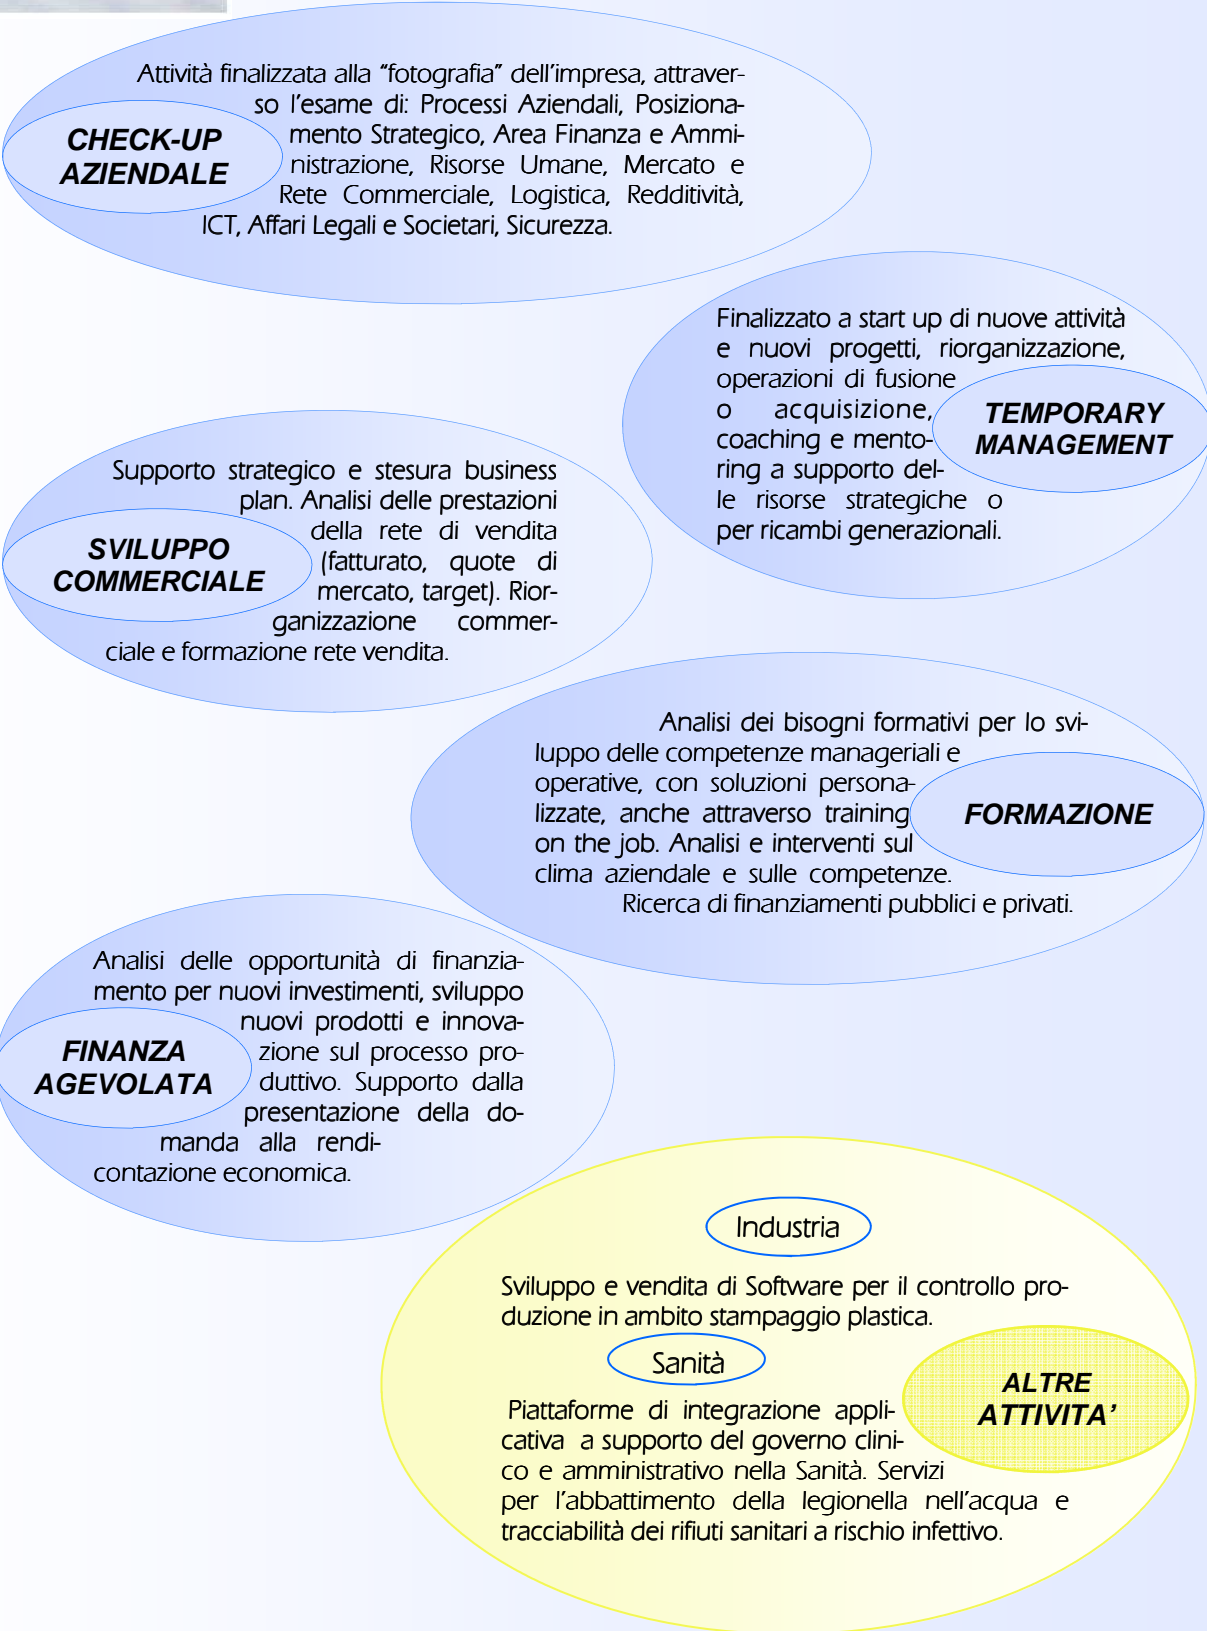 Attività finalizzata alla “fotografia” dell’impresa, attraver-
so l’esame di: Processi Aziendali, Posiziona-
mento Strategico, Area Finanza e Ammi-
nistrazione, Risorse Umane, Mercato e
Rete Commerciale, Logistica, Redditività,
ICT, Affari Legali e Societari, Sicurezza.
CHECK-UP
AZIENDALE
Finalizzato a start up di nuove attività
e nuovi progetti, riorganizzazione,
operazioni di fusione
o acquisizione,
coaching e mento-
ring a supporto del-
le risorse strategiche o
per ricambi generazionali.
TEMPORARY
MANAGEMENT
Supporto strategico e stesura business
plan. Analisi delle prestazioni
della rete di vendita
(fatturato, quote di
mercato, target). Rior-
ganizzazione commer-
ciale e formazione rete vendita.
SVILUPPO
COMMERCIALE
Analisi dei bisogni formativi per lo svi-
luppo delle competenze manageriali e
operative, con soluzioni persona-
lizzate, anche attraverso training
on the job. Analisi e interventi sul
clima aziendale e sulle competenze.
Ricerca di finanziamenti pubblici e privati.
FORMAZIONE
Analisi delle opportunità di finanzia-
mento per nuovi investimenti, sviluppo
nuovi prodotti e innova-
zione sul processo pro-
duttivo. Supporto dalla
presentazione della do-
manda alla rendi-
contazione economica.
FINANZA
AGEVOLATA
Industria
Sviluppo e vendita di Software per il controllo pro-
duzione in ambito stampaggio plastica.
Sanità
Piattaforme di integrazione appli-
cativa a supporto del governo clini-
co e amministrativo nella Sanità. Servizi
per l’abbattimento della legionella nell’acqua e
tracciabilità dei rifiuti sanitari a rischio infettivo.
ALTRE
ATTIVITA’